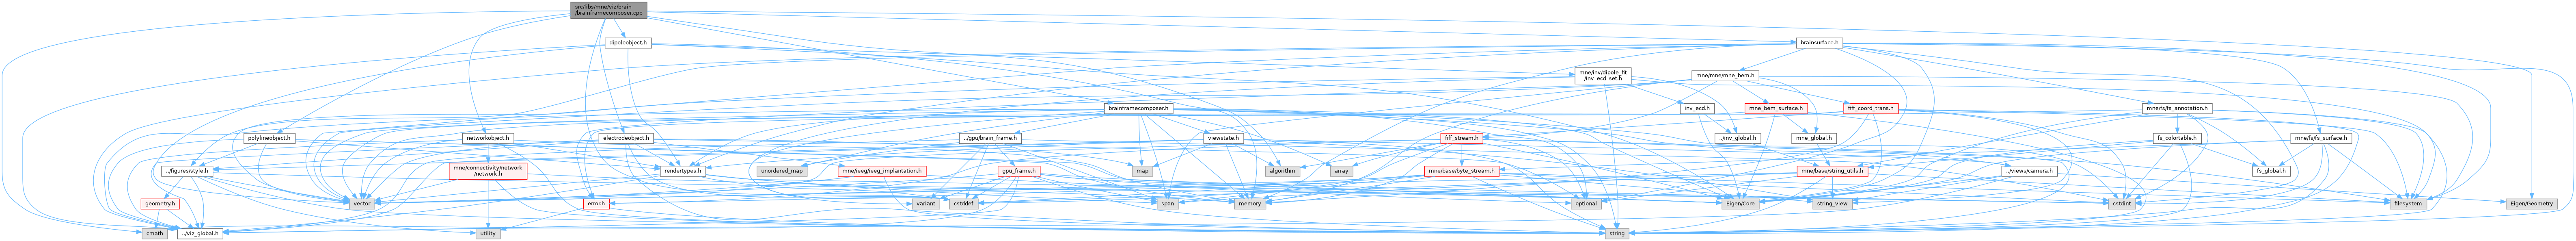 src/libs/mne/viz/brain
/brainframecomposer.cpp
dipoleobject.h
brainsurface.h
mne/inv/dipole_fit
/inv_ecd_set.h
mne/mne/mne_bem.h
brainframecomposer.h
inv_ecd.h
mne_bem_surface.h
fiff_coord_trans.h
mne/fs/fs_annotation.h
polylineobject.h
networkobject.h
electrodeobject.h
../gpu/brain_frame.h
viewstate.h
fiff_stream.h
../inv_global.h
mne_global.h
fs_colortable.h
mne/fs/fs_surface.h
../figures/style.h
mne/connectivity/network
/network.h
rendertypes.h
unordered_map
mne/sieeg/ieeg_implantation.h
gpu_frame.h
map
algorithm
array
mne/base/byte_stream.h
mne/base/string_utils.h
../views/camera.h
fs_global.h
geometry.h
vector
error.h
variant
cstddef
span
memory
optional
Eigen/Core
string_view
cstdint
filesystem
Eigen/Geometry
cmath
../viz_global.h
utility
string